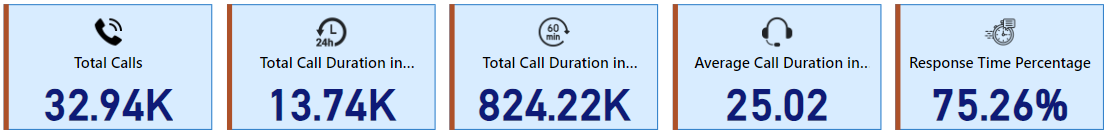 L
24h
60
min
Total Calls
Total Call Duration in...
Total Call Duration in...
Average Call Duration in..
Response Time Percentage
32.94K
13.74K
824.22K
25.02
75.26%